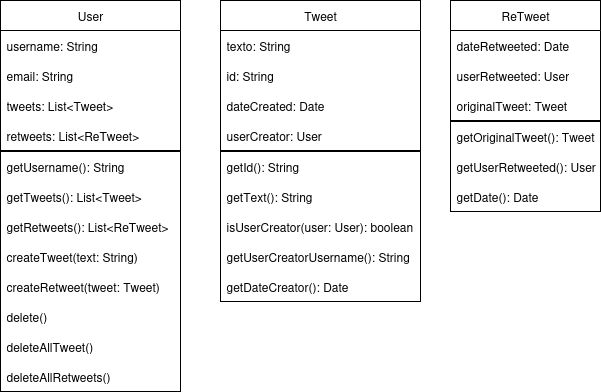 User
username: String
email: String
tweets: List<Tweet>
retweets: List<ReTweet>
getUsername(): String
getTweets(): List<Tweet>
getRetweets(): List<ReTweet>
createTweet(text: String)
createRetweet(tweet: Tweet)
delete()
deleteAllTweet()
deleteAllRetweets()
Tweet
texto: String
id: String
dateCreated: Date
userCreator: User
getId(): String
getText(): String
isUserCreator(user: User): boolean
getUserCreatorUsername(): String
getDateCreator(): Date
ReTweet
dateRetweeted: Date
userRetweeted: User
originalTweet: Tweet
getOriginalTweet(): Tweet
getUserRetweeted(): User
getDate(): Date